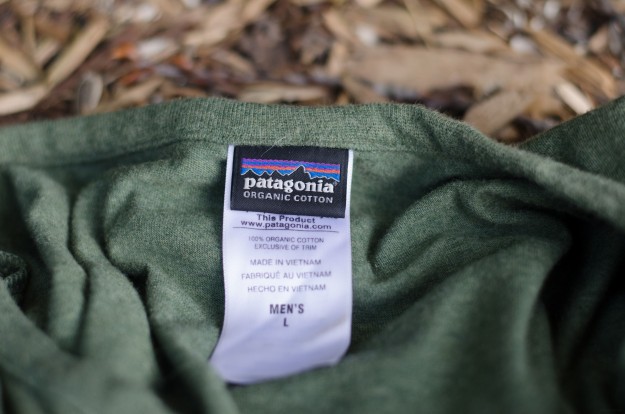 patagonia
ORGANIC COTTON
This Product
www.patagonia.com
100% ORGANIC COTTON
EXCLUSIVE OF TRIM
MADE IN VIETNAM
FABRIQUÉ AU VIETNAM
HECHO EN VIETNAM
MEN'S
L